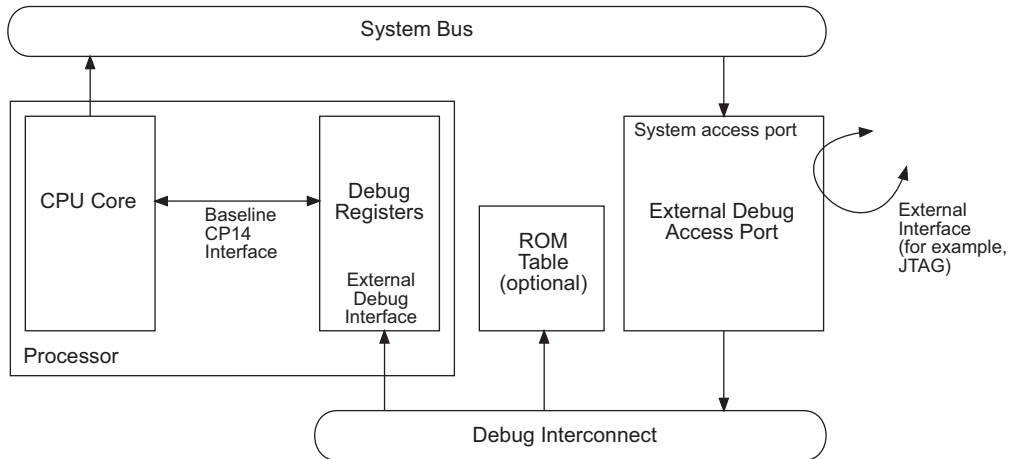 System Bus
System access port
CPU Core
Baseline
CP14
Interface
Debug
Registers
External
Debug
Interface
Processor
ROM
Table
(optional)
External Debug
Access Port
External
Interface
(for example,
JTAG)
Debug Interconnect